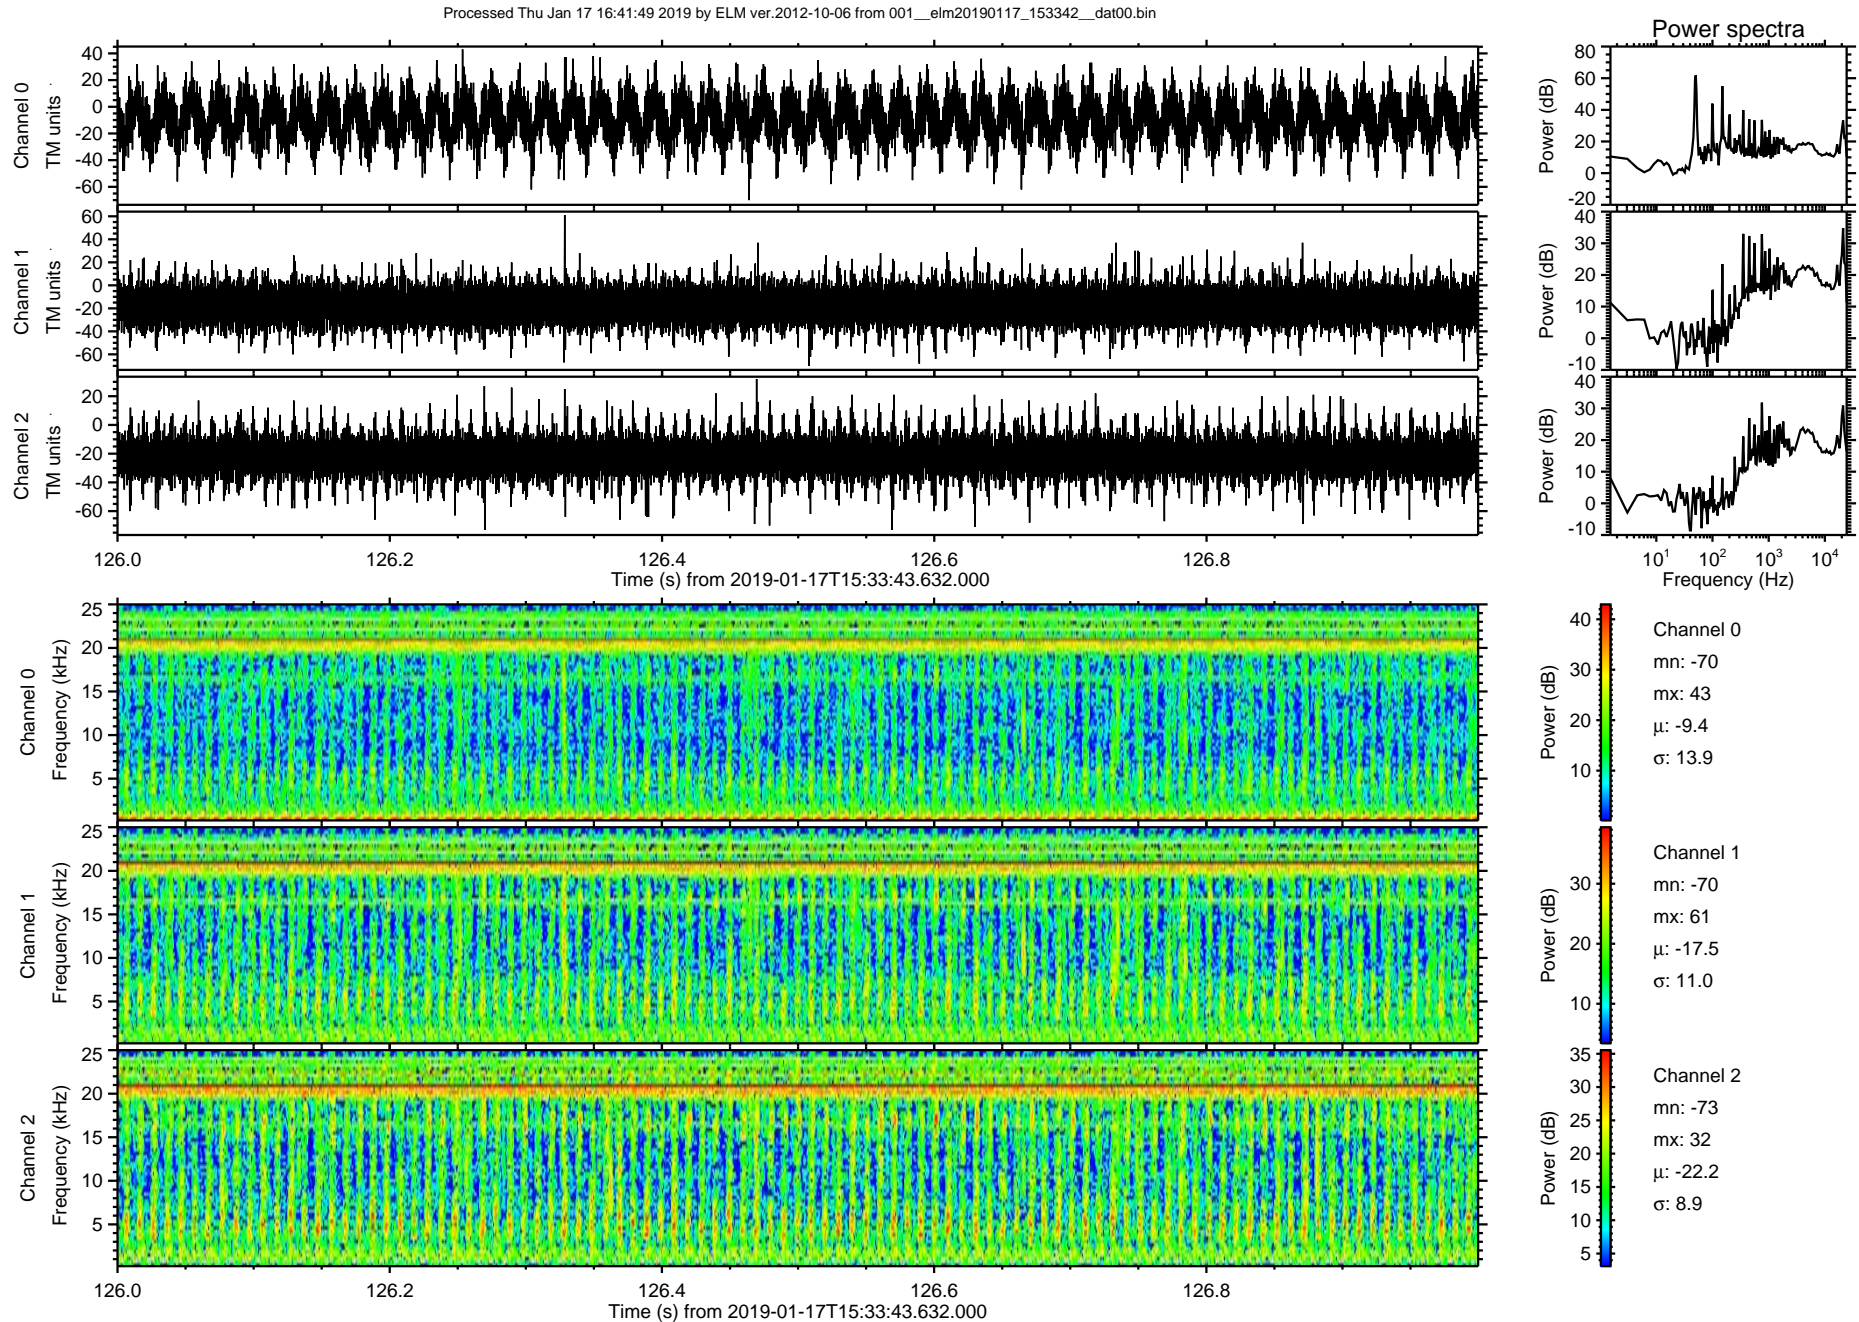 Processed Thu Jan 17 16:41:49 2019 by ELM ver.2012-10-06 from 001__elm20190117_153342__dat00.bin
Power spectra
Channel 0
TM units
40
20
0
-20
-40
-60
Power (dB)
80
60
40
20
0
-20
Channel 1
TM units
60
40
20
0
-20
-40
-60
Power (dB)
40
30
20
10
0
-10
Channel 2
TM units
20
0
-20
-40
-60
Power (dB)
40
30
20
10
0
-10
126.0 126.2 126.4 126.6 126.8
Time (s) from 2019-01-17T15:33:43.632.000
10¹ 10² 10³ 10⁴
Frequency (Hz)
Channel 0
Frequency (kHz)
25
20
15
10
5
Power (dB)
40
30
20
10
Channel 0
mn: -70
mx: 43
μ: -9.4
σ: 13.9
Channel 1
Frequency (kHz)
25
20
15
10
5
Power (dB)
30
20
10
Channel 1
mn: -70
mx: 61
μ: -17.5
σ: 11.0
Channel 2
Frequency (kHz)
25
20
15
10
5
Power (dB)
35
30
25
20
15
10
5
Channel 2
mn: -73
mx: 32
μ: -22.2
σ: 8.9
126.0 126.2 126.4 126.6 126.8
Time (s) from 2019-01-17T15:33:43.632.000